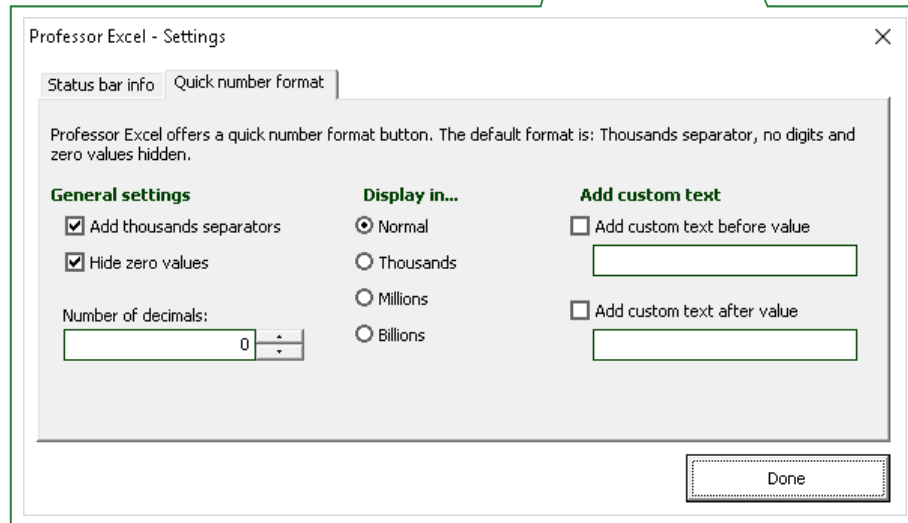 Professor Excel - Settings
Status bar info
Quick number format
Professor Excel offers a quick number format button. The default format is: Thousands separator, no digits and
zero values hidden.
General settings
Add thousands separators
Hide zero values
Number of decimals:
0
Display in...
Normal
Thousands
Millions
Billions
Add custom text
Add custom text before value
Add custom text after value
Done